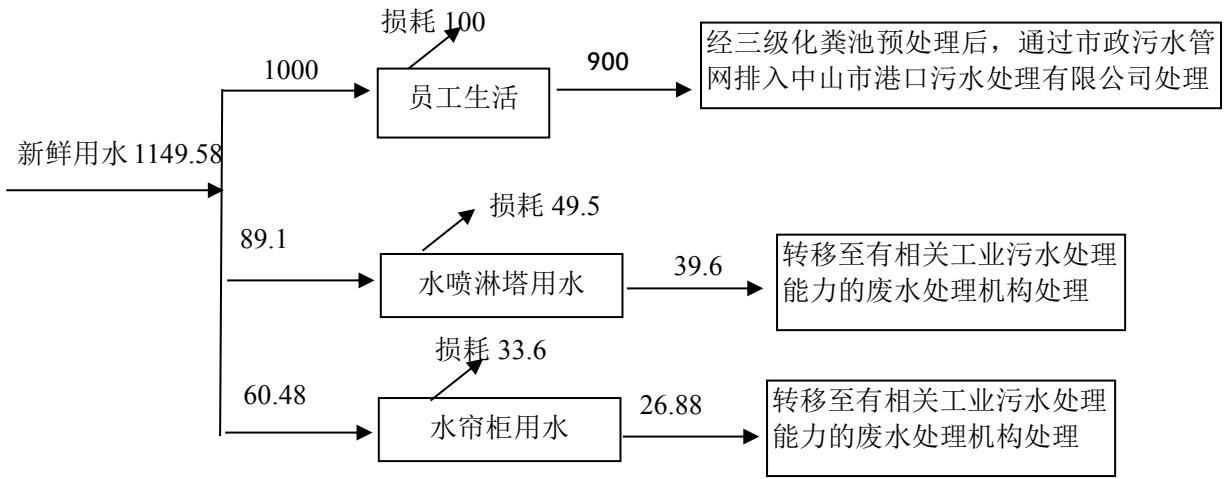 损耗 100
1000
员工生活
900
经三级化粪池预处理后，通过市政污水管
网排入中山市港口污水处理有限公司处理
新鲜用水 1149.58
损耗 49.5
89.1
水喷淋塔用水
39.6
转移至有相关工业污水处理
能力的废水处理机构处理
损耗 33.6
60.48
水帘柜用水
26.88
转移至有相关工业污水处理
能力的废水处理机构处理